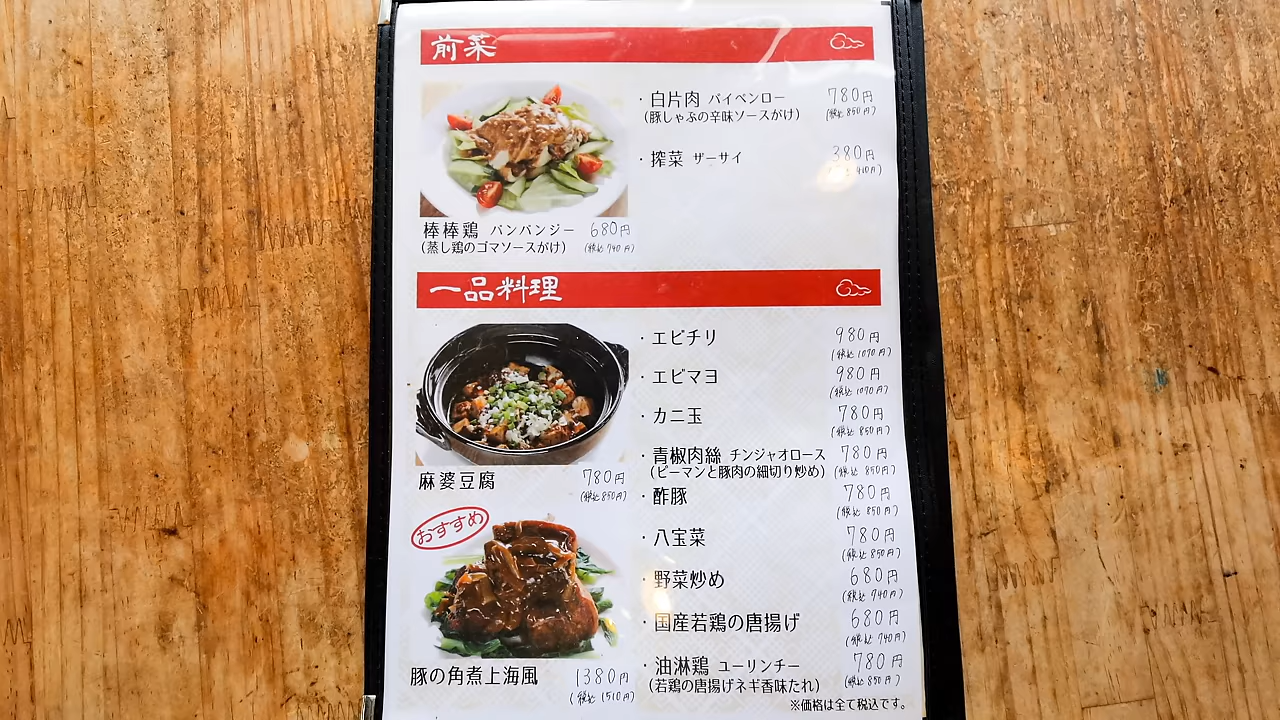 前菜
棒棒鶏 バンバンジー 680円
(蒸し鶏のゴマソースがけ) (税込740円)
・白片肉 パイペンロー 780円
(豚しゃぶの辛味ソースがけ) (税込850円)
・搾菜 ザーサイ 380円
410円)
一品料理
麻婆豆腐 780円
(税込850円)
おすすめ
豚の角煮上海風 1380円
(税込1510円)
・エビチリ 980円
(税込1070円)
・エビマヨ 980円
(税込1070円)
・カニ玉 780円
(税込850円)
・青椒肉絲 チンジャオロース 780円
(ピーマンと豚肉の細切り炒め) (税込850円)
・酢豚 780円
(税込850円)
・八宝菜 780円
(税込850円)
・野菜炒め 680円
(税込740円)
・国産若鶏の唐揚げ 680円
(税込740円)
・油淋鶏 ユーリンチー 780円
(若鶏の唐揚げネギ香味たれ) (税込850円)
※価格は全て税込です。